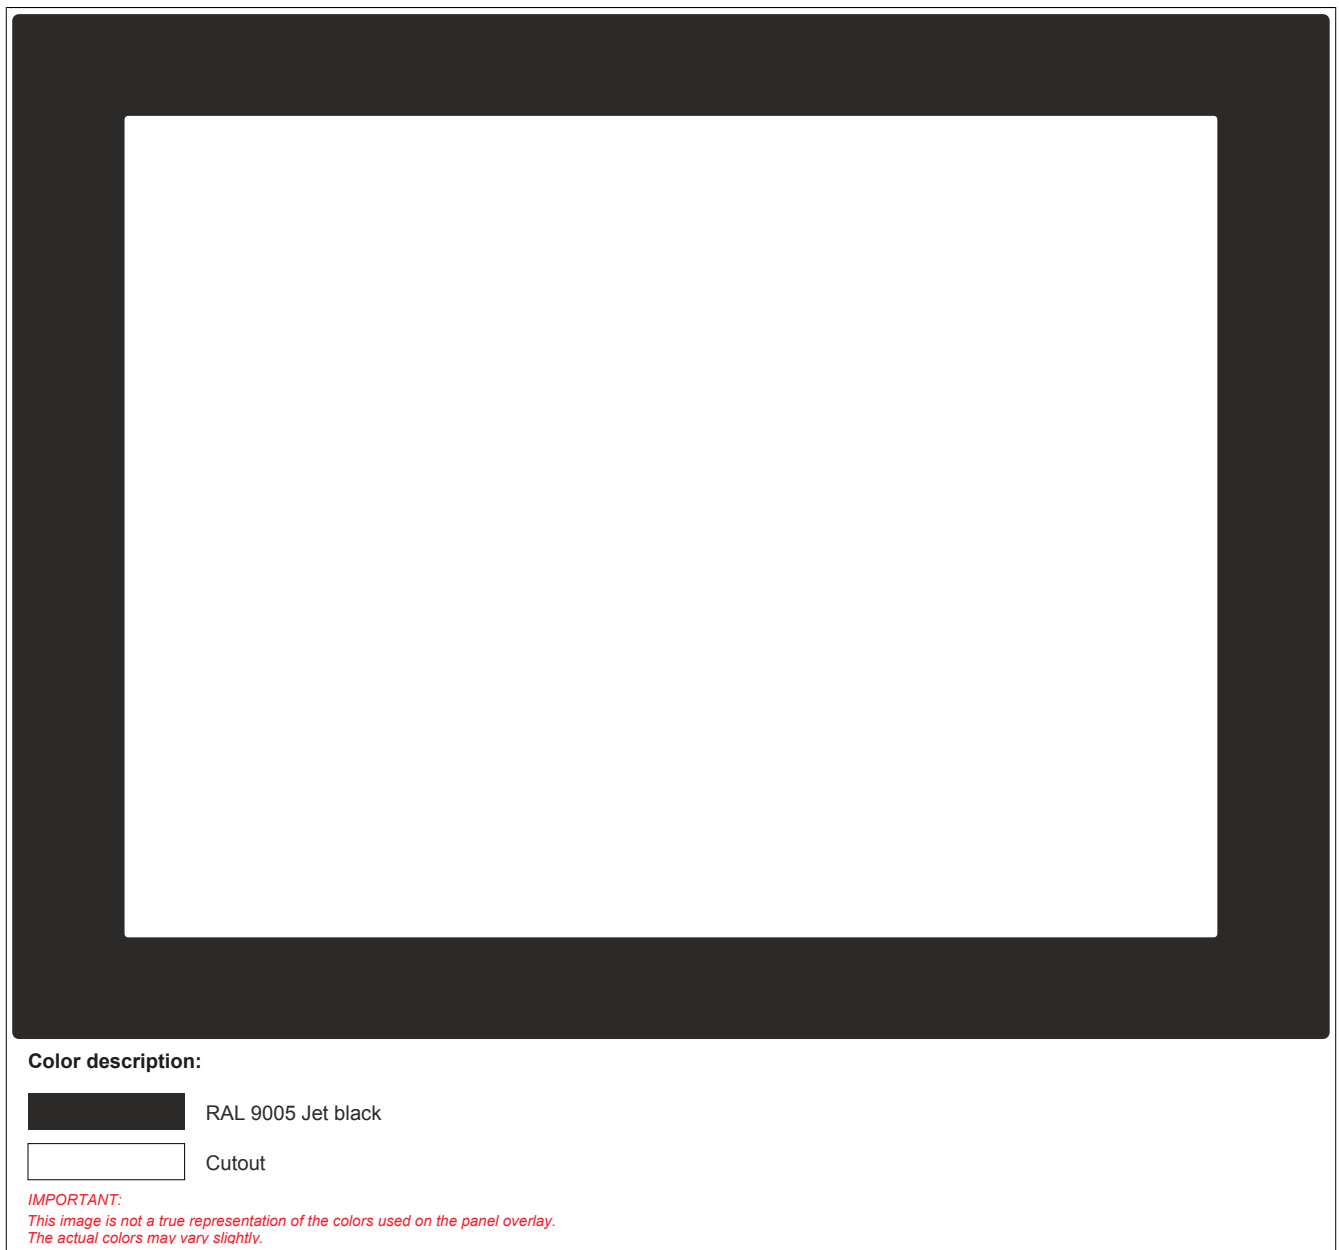 Color description:
RAL 9005 Jet black
Cutout
IMPORTANT:
This image is not a true representation of the colors used on the panel overlay.
The actual colors may vary slightly.